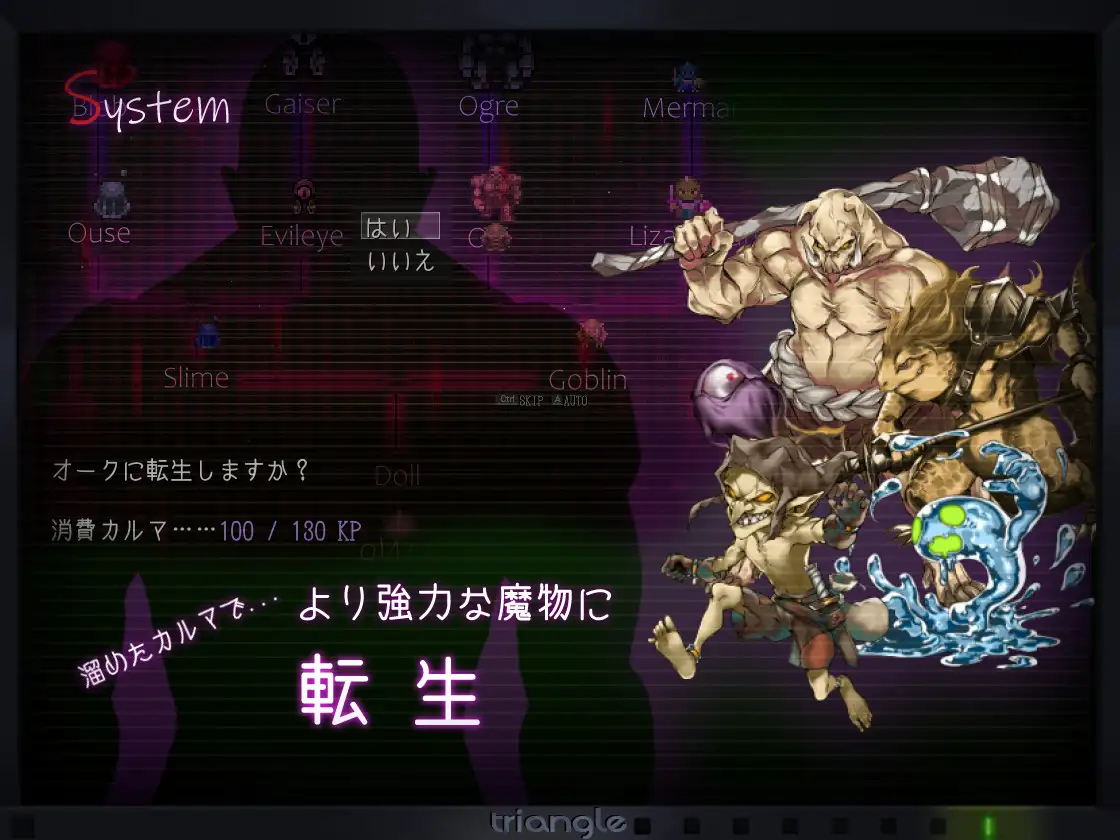 System
Gaiser
Ogre
Merma
Ouse
Evileye
はい
いいえ
Liza
Slime
Goblin
Ctrl SKIP A AUTO
オークに転生しますか？
Doll
消費カルマ……100 / 130 KP
溜めたカルマで…
より強力な魔物に
転生
triangle